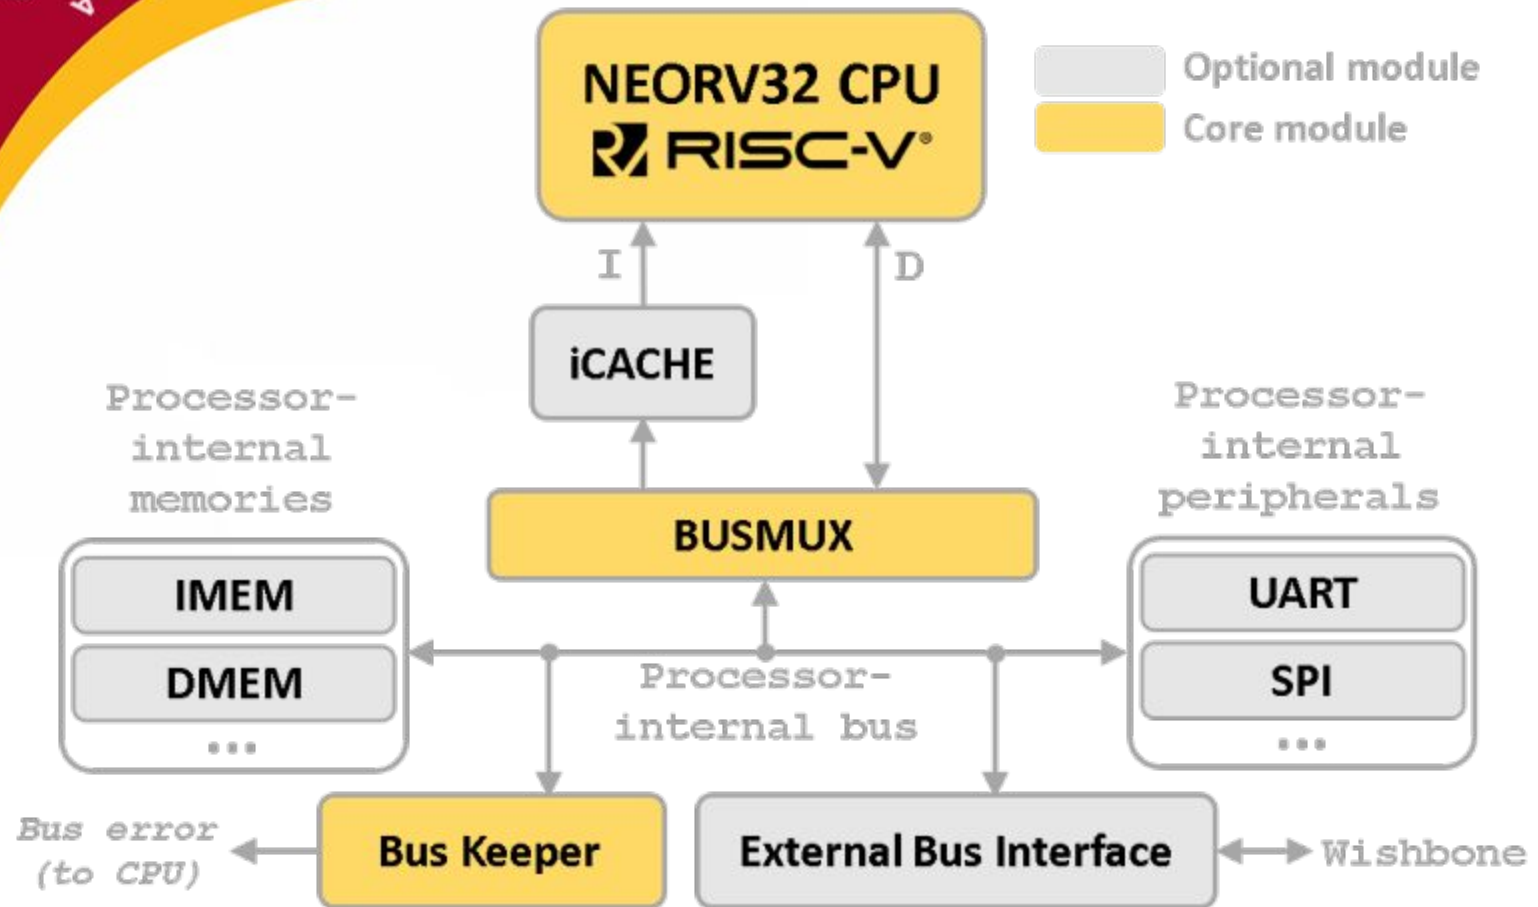 A
NEORV32 CPU
RISC-V®
Optional module
Core module
I
D
iCACHE
Processor-
internal
memories
Processor-
internal
peripherals
BUSMUX
IMEM
DMEM
...
UART
SPI
...
Processor-
internal bus
Bus error
(to CPU)
Bus Keeper
External Bus Interface
Wishbone